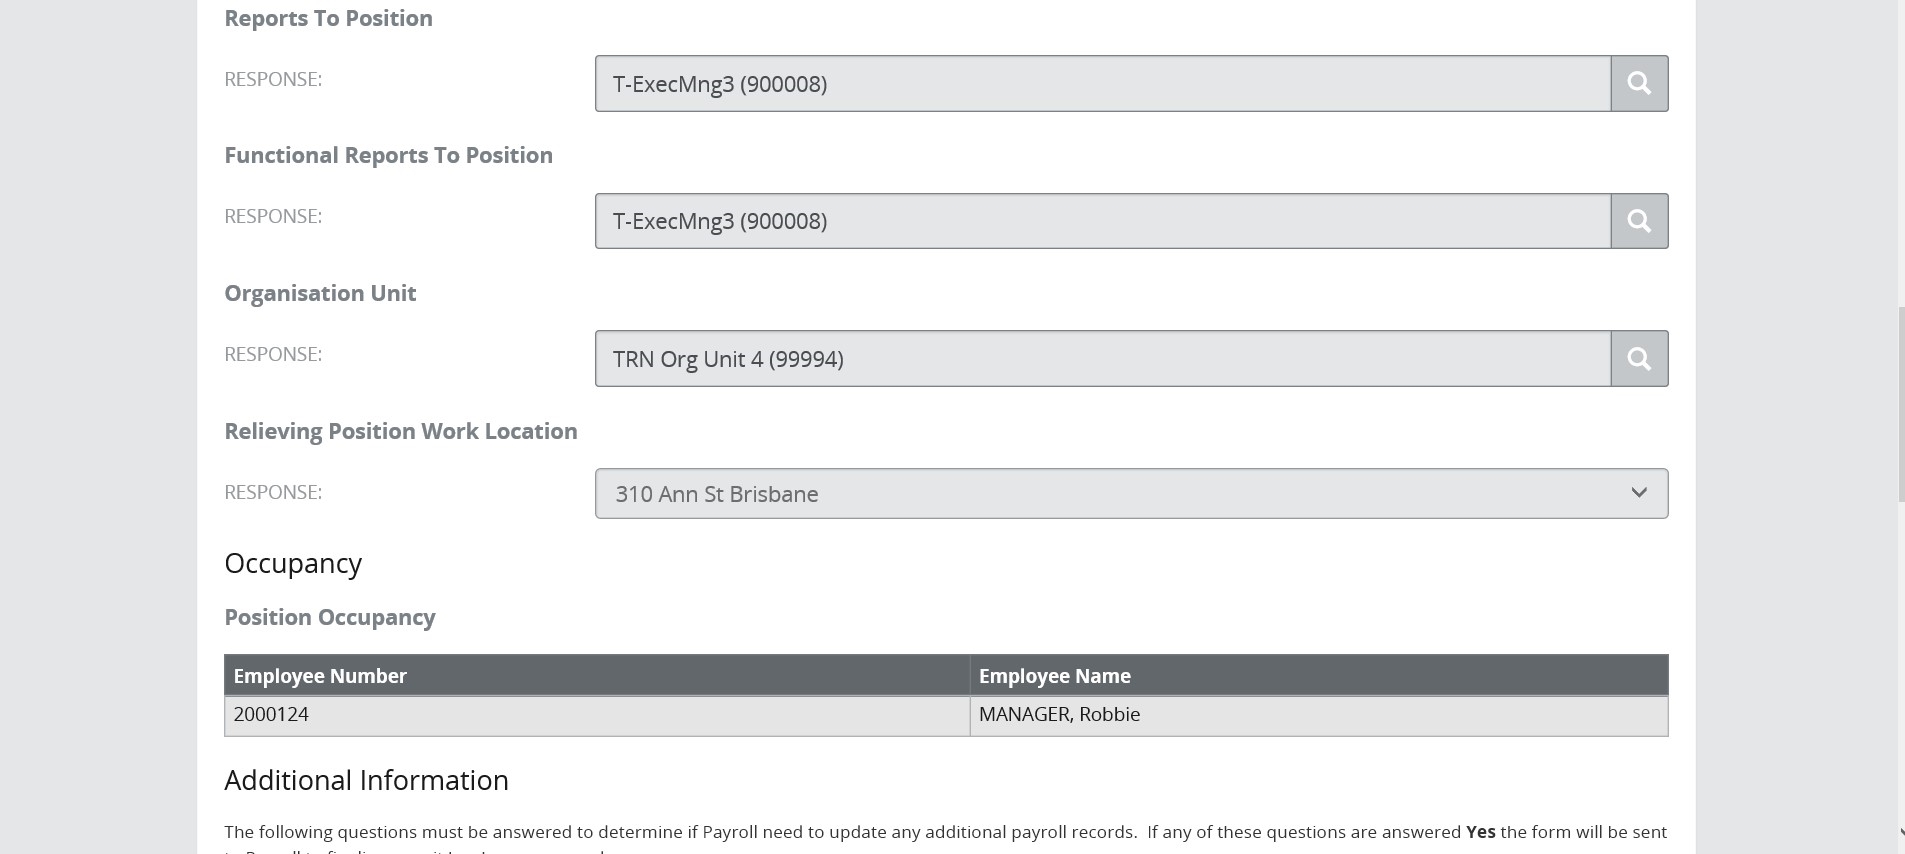 Reports To Position
RESPONSE:
T-ExecMng3 (900008)
Functional Reports To Position
RESPONSE:
T-ExecMng3 (900008)
Organisation Unit
RESPONSE:
TRN Org Unit 4 (99994)
Relieving Position Work Location
RESPONSE:
310 Ann St Brisbane
Occupancy
Position Occupancy
Employee Number Employee Name
2000124 MANAGER, Robbie
Additional Information
The following questions must be answered to determine if Payroll need to update any additional payroll records.  If any of these questions are answered Yes the form will be sent